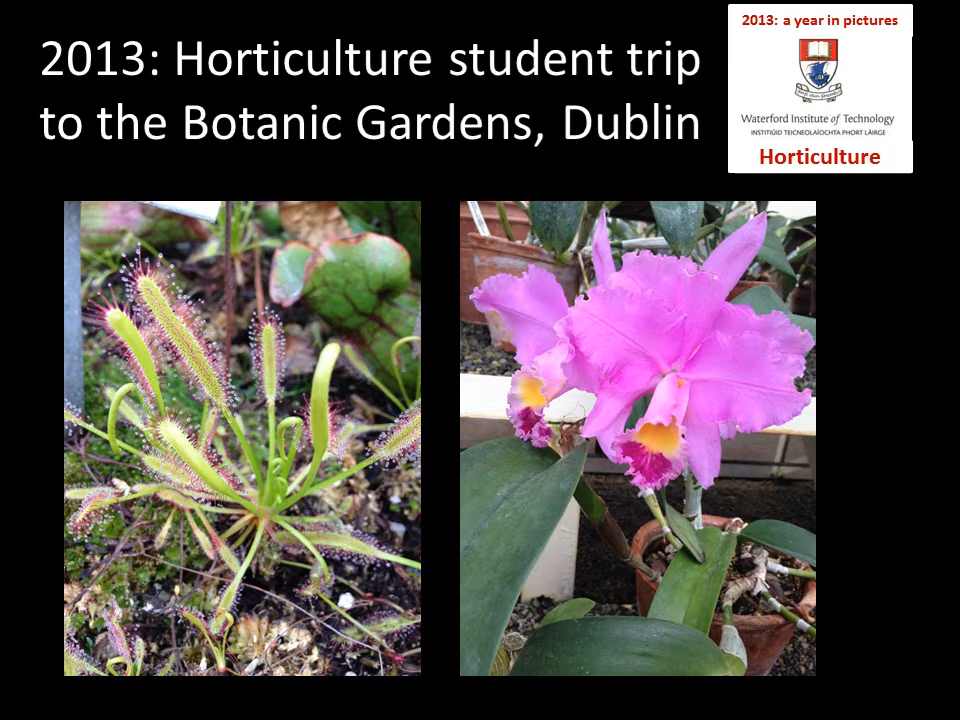 2013: Horticulture student trip
to the Botanic Gardens, Dublin
2013: a year in pictures
Waterford Institute of Technology
INSTITIÚID TEICNEOLAÍOCHTA PHORT LÁIRGE
Horticulture